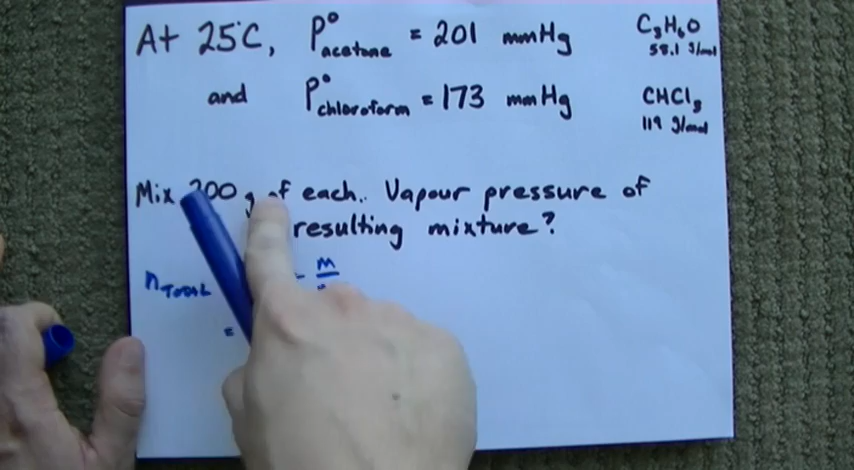 At 25°C, P°acetone = 201 mmHg C3H6O
58.1 g/mol
and P°chloroform = 173 mmHg CHCl3
119 g/mol
Mix 200 g of each. Vapour pressure of
resulting mixture?
nTOTAL = m
=